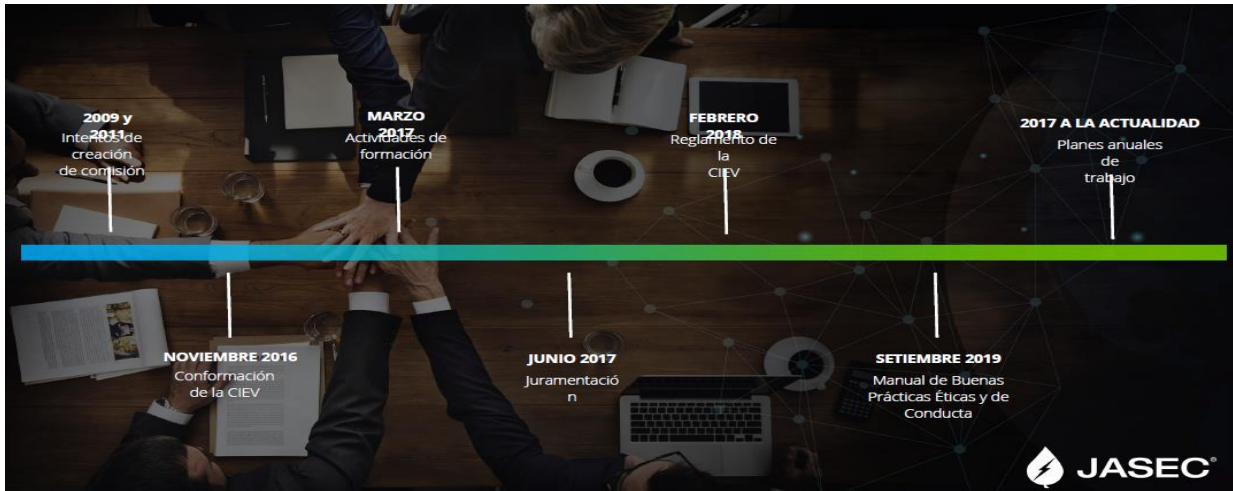 2009 y
2011
Intentos de
creación
de comisión
NOVIEMBRE 2016
Conformación
de la CIEV
MARZO
2017
Actividades de
formación
JUNIO 2017
Juramentació
n
FEBRERO
2018
Reglamento de
la
CIEV
SETIEMBRE 2019
Manual de Buenas
Prácticas Éticas y de
Conducta
2017 A LA ACTUALIDAD
Planes anuales
de
trabajo
JASEC